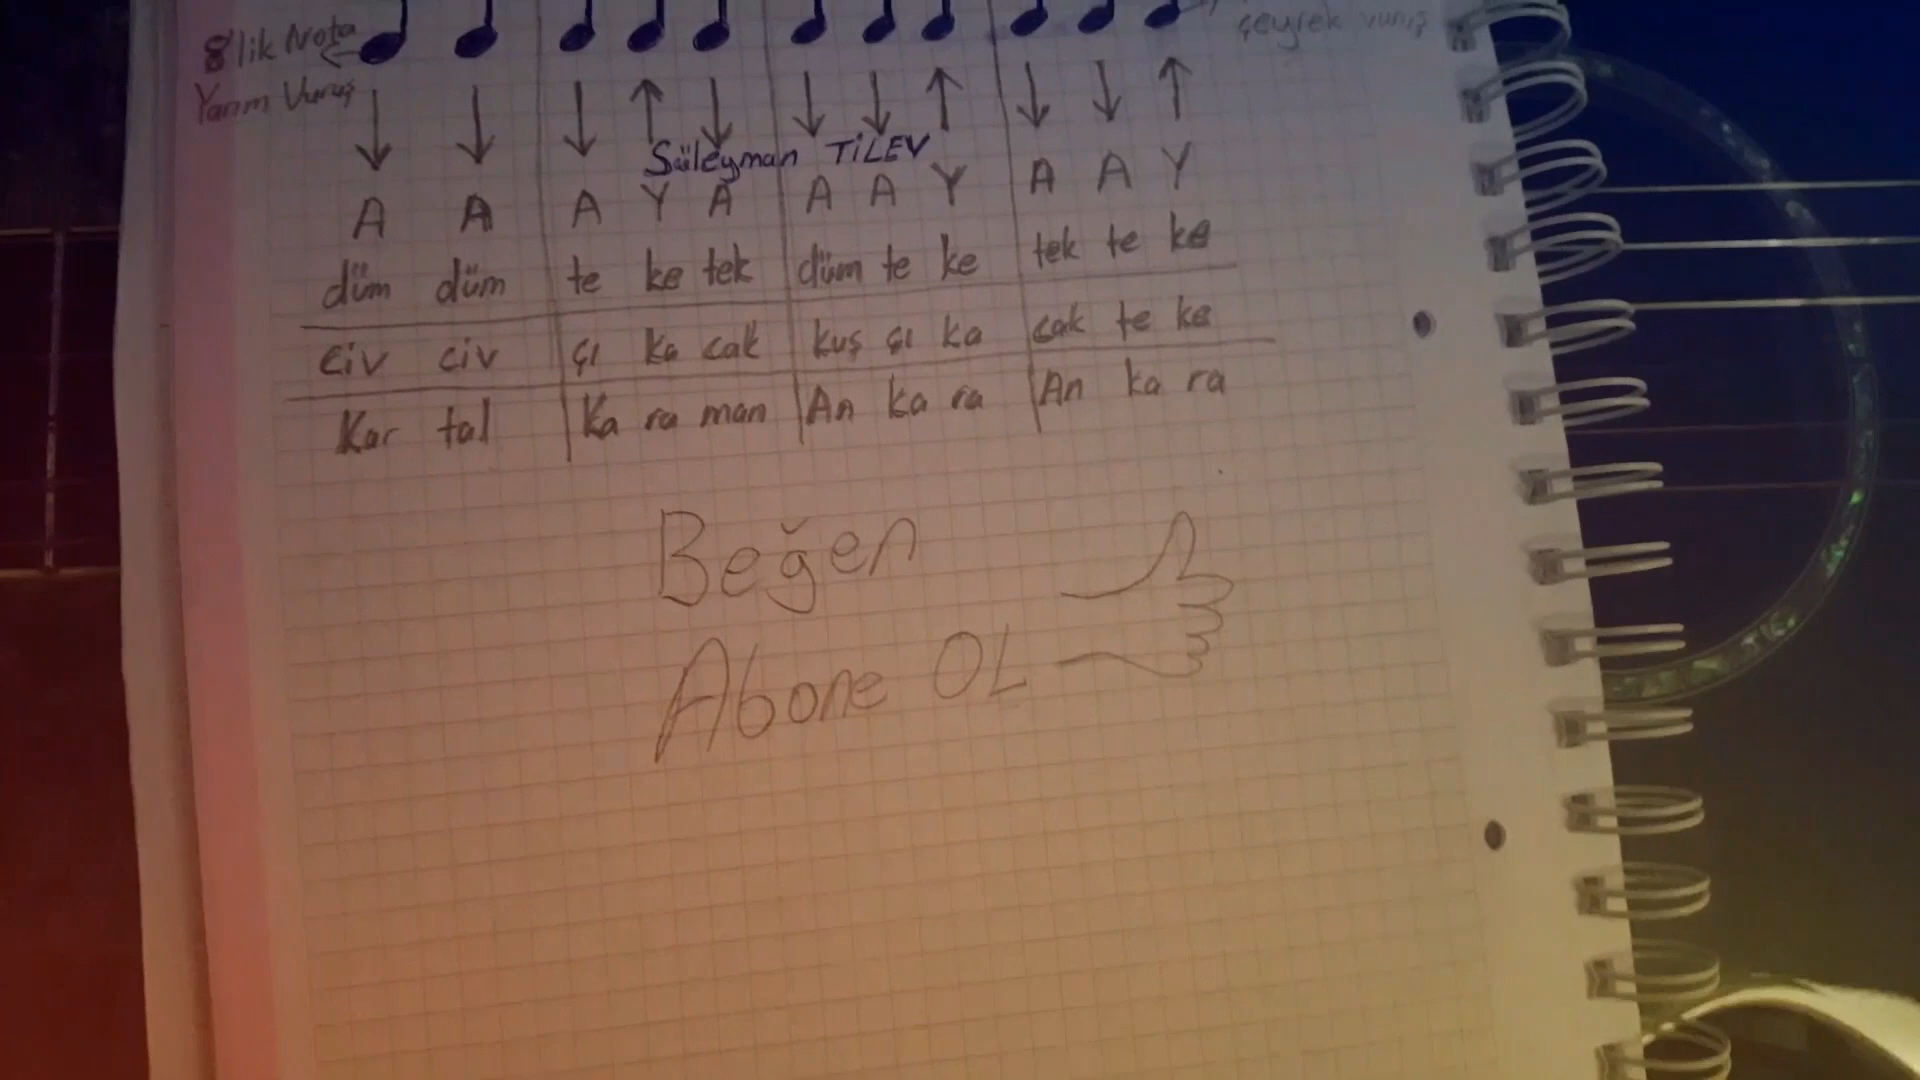 8'lik Nota
Yarım Vuruş
çeyrek vuruş
Süleyman TİLEV
A A A Y A A A Y A A Y
düm düm te ke tek düm te ke tek te ke
civ civ çı ka cak kuş çı ka cak te ke
Kar tal Ka ra man An ka ra An ka ra
Beğen
Abone OL